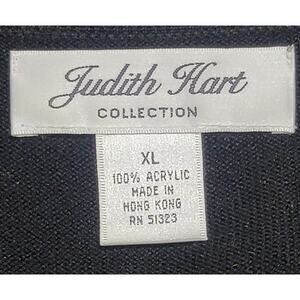 Judith Hart
COLLECTION
XL
100% ACRYLIC
MADE IN
HONG KONG
RN 51323